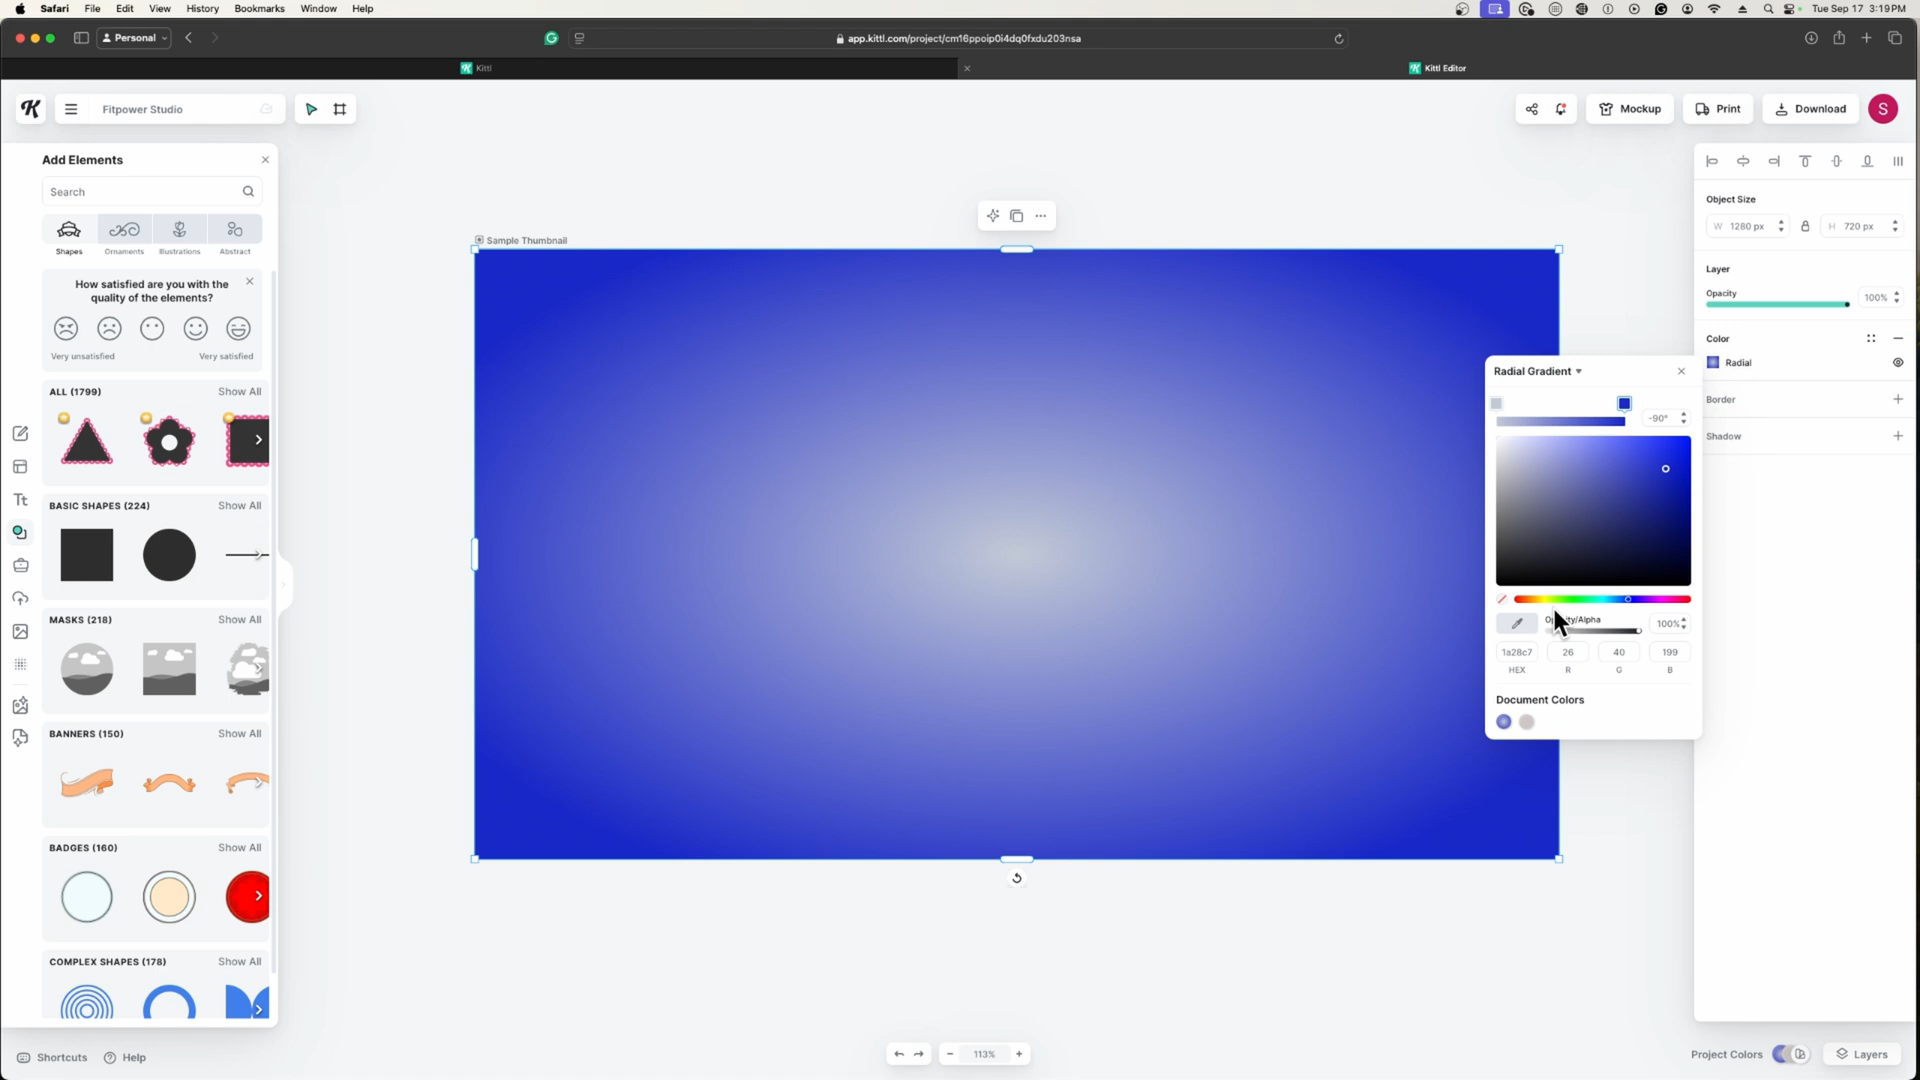 Safari File Edit View History Bookmarks Window Help Tue Sep 17 3:19 PM
Personal app.kittl.com/project/cm16ppoip0i4dq0fxdu203nsa
Kittl Kittl Editor
Fitpower Studio Mockup Print Download S
Add Elements
Search
Shapes Ornaments Illustrations Abstract
How satisfied are you with the
quality of the elements?
Very unsatisfied Very satisfied
ALL (1799) Show All
BASIC SHAPES (224) Show All
MASKS (218) Show All
BANNERS (150) Show All
BADGES (160) Show All
COMPLEX SHAPES (178) Show All
Tt
Shortcuts Help
Sample Thumbnail
113%
Radial Gradient
-90°
100%
1a28c7 26 40 199
HEX R G B
Document Colors
Object Size
W 1280 px H 720 px
Layer
Opacity
100%
Color
Radial
Border
Shadow
Project Colors Layers